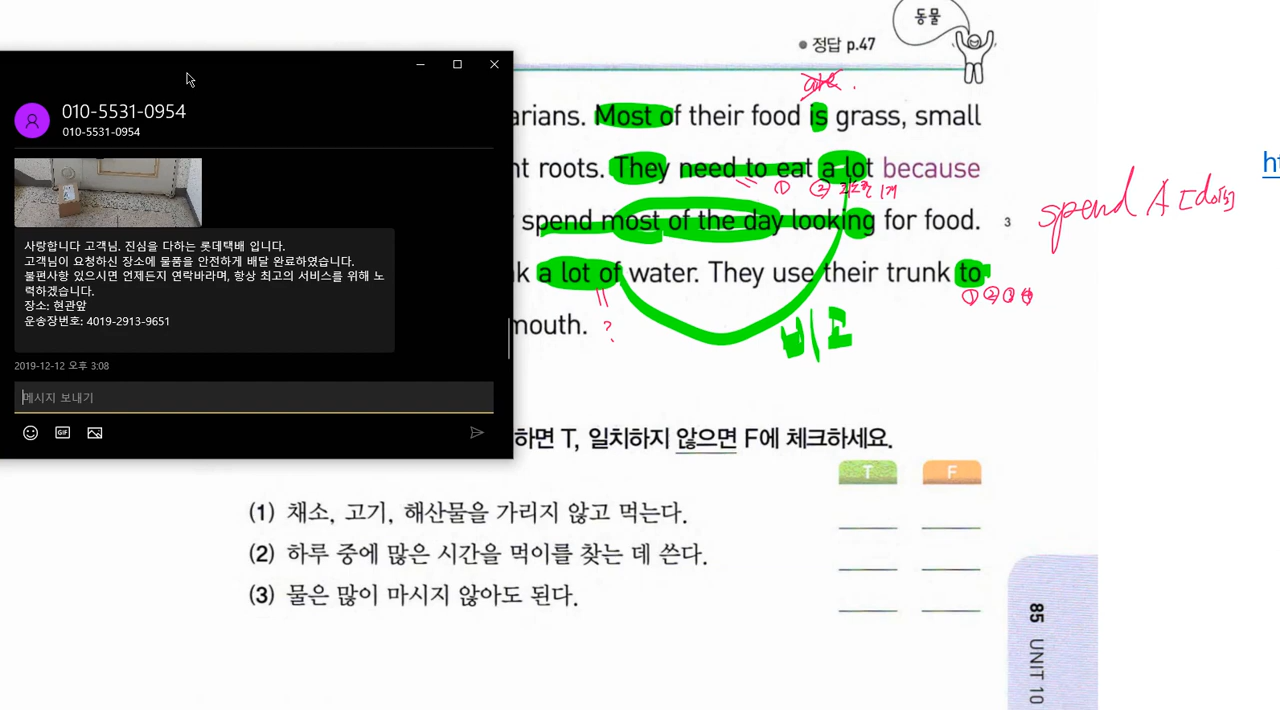 동물
● 정답 p.47
010-5531-0954
010-5531-0954
사랑합니다 고객님. 진심을 다하는 롯데택배 입니다.
고객님이 요청하신 장소에 물품을 안전하게 배달 완료하였습니다.
불편사항 있으시면 언제든지 연락바라며, 항상 최고의 서비스를 위해 노
력하겠습니다.
장소: 현관앞
운송장번호: 4019-2913-9651
2019-12-12 오후 3:08
메시지 보내기
GIF
are.
arians. Most of their food is grass, small
nt roots. They need to eat a lot because
① ②
spend most of the day looking for food. 3
spend A
k a lot of water. They use their trunk to
① ② ③ ④
mouth. ?
비고
하면 T, 일치하지 않으면 F에 체크하세요.
T F
(1) 채소, 고기, 해산물을 가리지 않고 먹는다.
(2) 하루 중에 많은 시간을 먹이를 찾는 데 쓴다.
(3) 물은 많이 마시지 않아도 된다.
85 UNIT 10